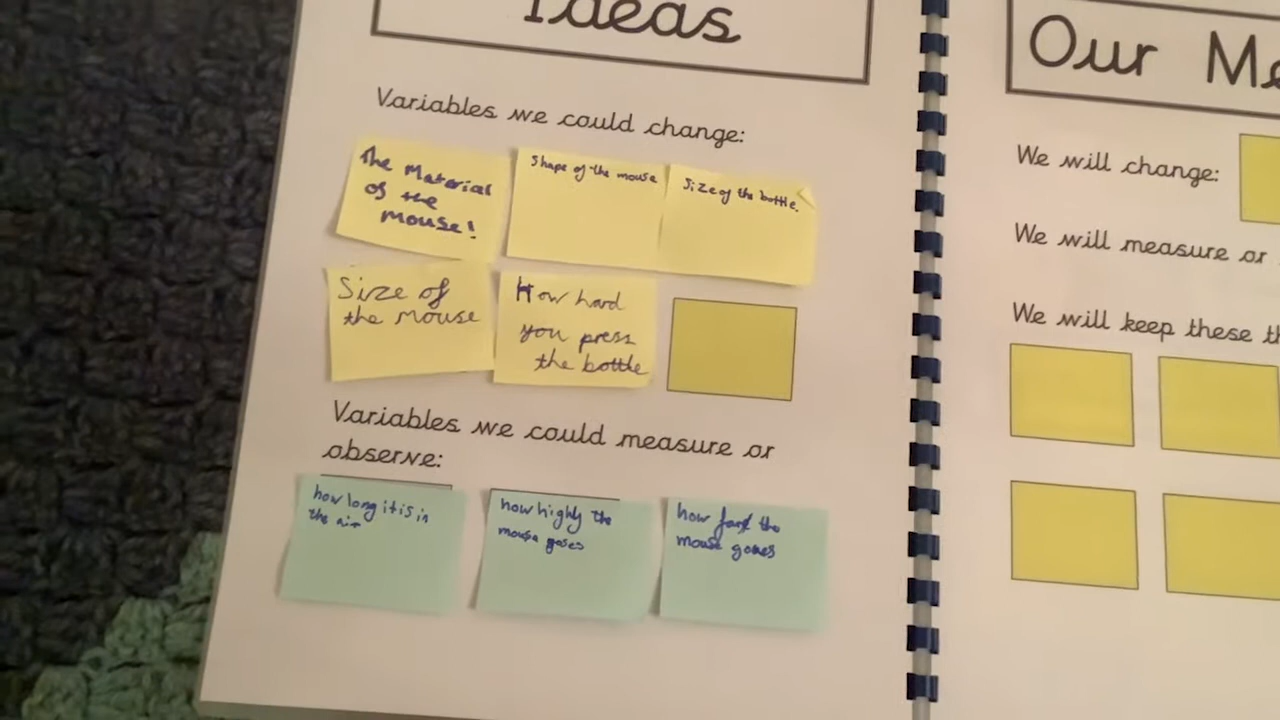 Ideas
Variables we could change:
The Material
of the
Mouse!
Shape of the mouse
Size of the bottle.
Size of
the mouse
How hard
you press
the bottle
Variables we could measure or
observe:
how long it is in
the air
how highly the
mouse goses
how far the
mouse goses
Our Me
We will change:
We will measure or
We will keep these th